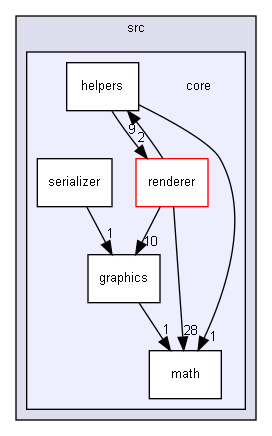 src
helpers
core
9
2
serializer
renderer
1
10
graphics
1
28
1
math